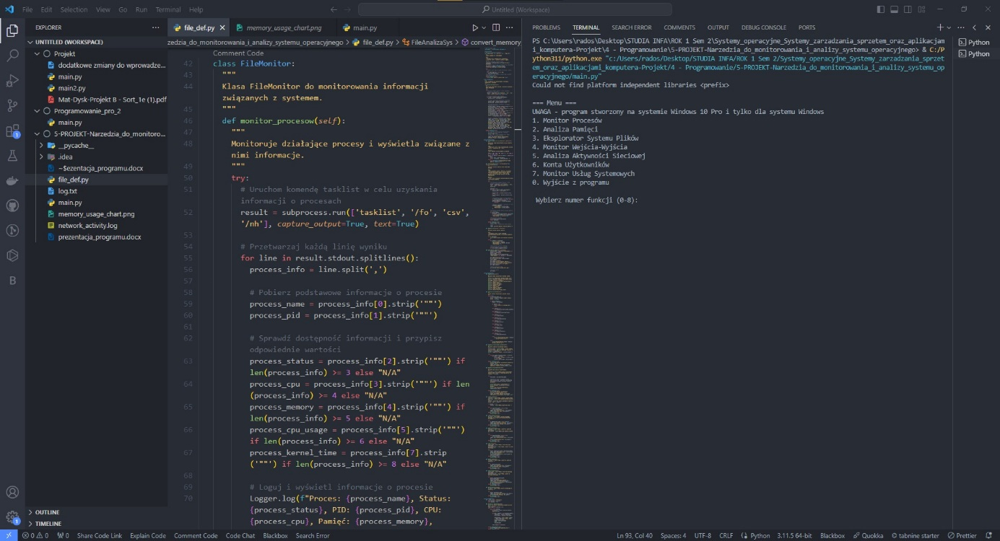 File Edit Selection View Go Run Terminal Help
Untitled (Workspace)
EXPLORER
UNTITLED (WORKSPACE)
Projekt
dodatkowe zmiany do wprowadze...
main.py
main2.py
Mat-Dysk-Projekt B - Sort_1e (1).pdf
Programowanie_pro_2
main.py
5-PROJEKT-Narzedzia_do_monitoro...
__pycache__
.idea
~$ezentacja_programu.docx
file_def.py
log.txt
main.py
memory_usage_chart.png
network_activity.log
prezentacja_programu.docx
OUTLINE
TIMELINE
file_def.py
memory_usage_chart.png
main.py
zedzia_do_monitorowania_i_analizy_systemu_operacyjnego > file_def.py > FileAnalizaSys > convert_memory
Comment Code
42 class FileMonitor:
43 """
44 Klasa FileMonitor do monitorowania informacji
związanych z systemem.
45 """
46 def monitor_procesow(self):
47 """
48 Monitoruje działające procesy i wyświetla związane z
nimi informacje.
49 """
50 try:
51 # Uruchom komendę tasklist w celu uzyskania
informacji o procesach
52 result = subprocess.run(['tasklist', '/fo', 'csv',
'/nh'], capture_output=True, text=True)
53
54 # Przetwarzaj każdą linię wyniku
55 for line in result.stdout.splitlines():
56 process_info = line.split(',')
57
58 # Pobierz podstawowe informacje o procesie
59 process_name = process_info[0].strip('""')
60 process_pid = process_info[1].strip('""')
61
62 # Sprawdź dostępność informacji i przypisz
odpowiednie wartości
63 process_status = process_info[2].strip('""') if
len(process_info) >= 3 else "N/A"
64 process_cpu = process_info[3].strip('""') if len
(process_info) >= 4 else "N/A"
65 process_memory = process_info[4].strip('""') if
len(process_info) >= 5 else "N/A"
66 process_cpu_usage = process_info[5].strip('""')
if len(process_info) >= 6 else "N/A"
67 process_kernel_time = process_info[7].strip
('""') if len(process_info) >= 8 else "N/A"
68
69 # Loguj i wyświetl informacje o procesie
70 Logger.log(f"Proces: {process_name}, Status:
{process_status}, PID: {process_pid}, CPU:
{process_cpu}, Pamięć: {process_memory},
PROBLEMS TERMINAL SEARCH ERROR COMMENTS OUTPUT DEBUG CONSOLE PORTS
PS C:\Users\rados\Desktop\STUDIA INFA\ROK 1 Sem 2\Systemy_operacyjne_Systemy_zarzadzania_sprzetem_oraz_aplikacjam
i_komputera-Projekt\4 - Programowanie\5-PROJEKT-Narzedzia_do_monitorowania_i_analizy_systemu_operacyjnego> & C:/P
ython311/python.exe "c:/Users/rados/Desktop/STUDIA INFA/ROK 1 Sem 2/Systemy_operacyjne_Systemy_zarzadzania_sprzet
em_oraz_aplikacjami_komputera-Projekt/4 - Programowanie/5-PROJEKT-Narzedzia_do_monitorowania_i_analizy_systemu_op
eracyjnego/main.py"
Could not find platform independent libraries <prefix>
=== Menu ===
UWAGA - program stworzony na systemie Windows 10 Pro i tylko dla systemu Windows
1. Monitor Procesów
2. Analiza Pamięci
3. Eksplorator Systemu Plików
4. Monitor Wejścia-Wyjścia
5. Analiza Aktywności Sieciowej
6. Konta Użytkowników
7. Monitor Usług Systemowych
0. Wyjście z programu
Wybierz numer funkcji (0-8):
Python
Python
0 0 0 Share Code Link Explain Code Comment Code Code Chat Blackbox Search Error
Ln 93, Col 40 Spaces: 4 UTF-8 CRLF Python 3.11.5 64-bit Blackbox Quokka tabnine starter Prettier